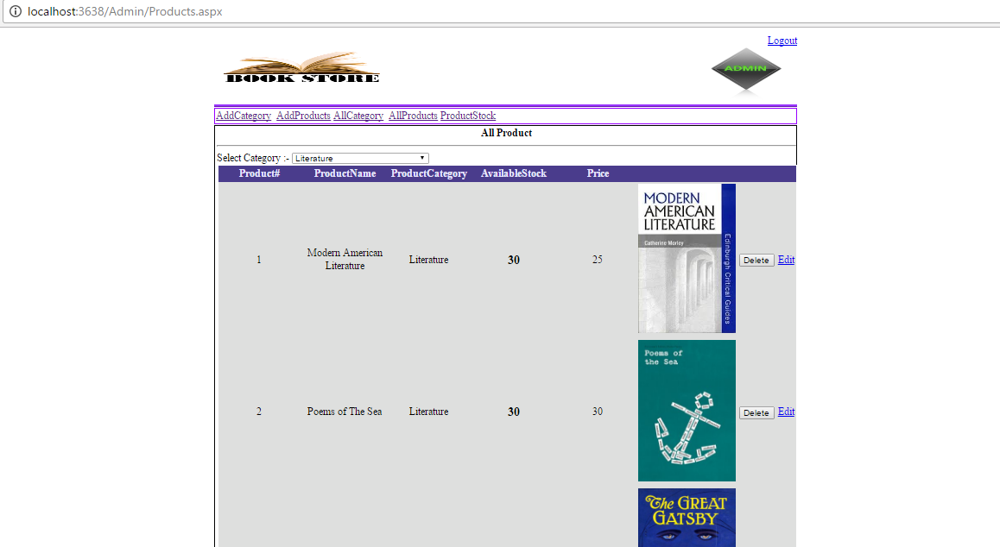 localhost:3638/Admin/Products.aspx
Logout
BOOK STORE
ADMIN
AddCategory AddProducts AllCategory AllProducts ProductStock
All Product
Select Category :- Literature
Product# ProductName ProductCategory AvailableStock Price
MODERN
AMERICAN
LITERATURE
Catherine Morley
Edinburgh Critical Guides
1 Modern American Literature 30 25 Delete Edit
Literature
Poems of
the Sea
2 Poems of The Sea Literature 30 30 Delete Edit
The GREAT
GATSBY